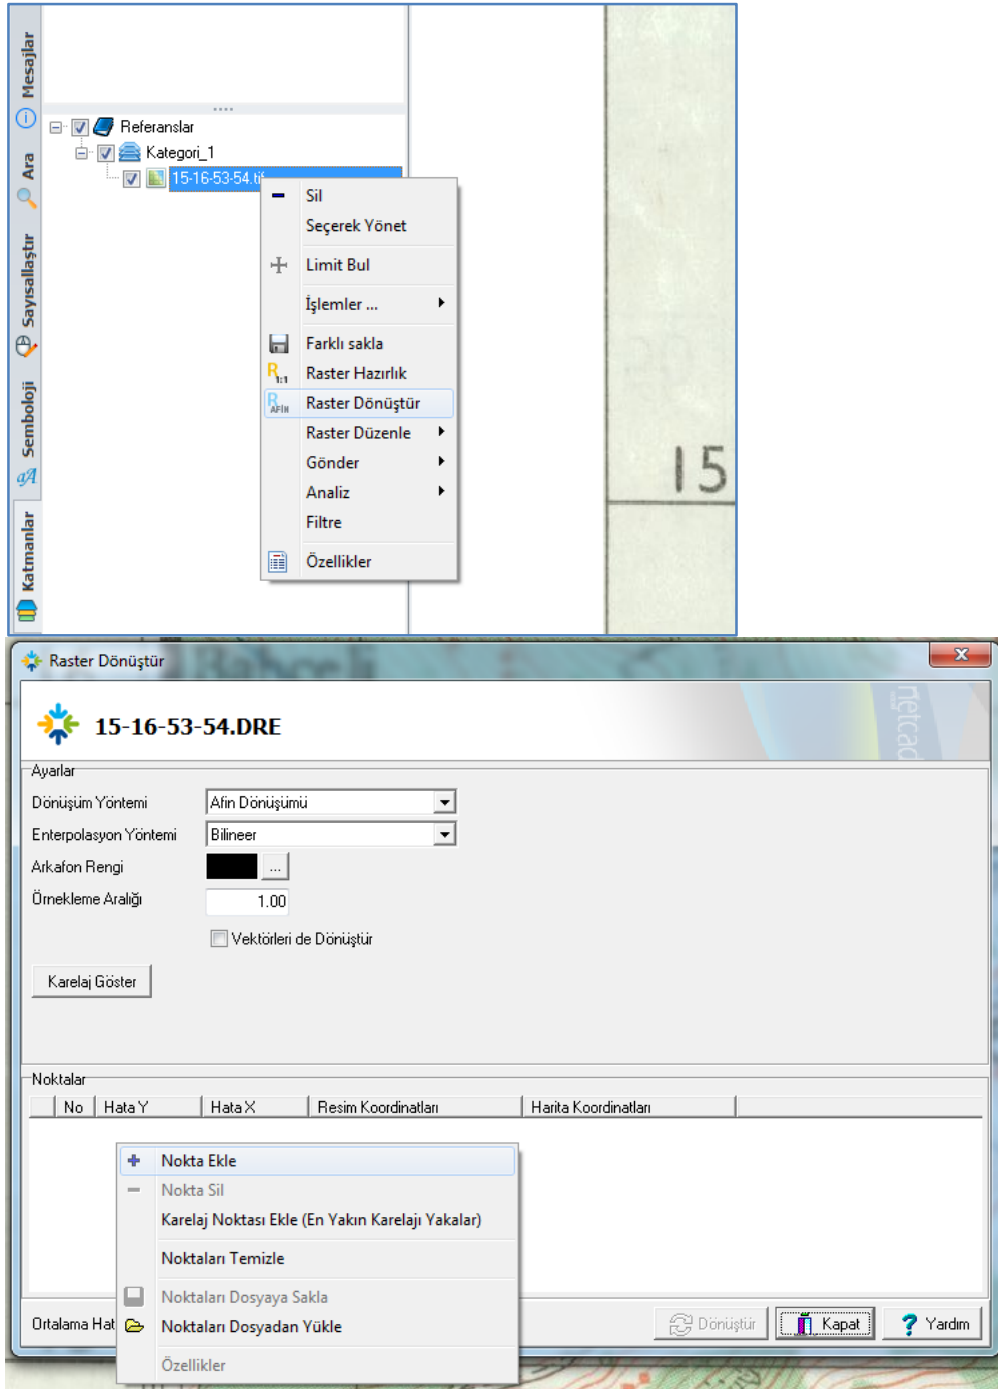 Mesajlar
Ara
Sayısallaştır
Semboloji
Katmanlar
Referanslar
Kategori_1
15-16-53-54.tif
Sil
Seçerek Yönet
Limit Bul
İşlemler ...
Farklı sakla
Raster Hazırlık
Raster Dönüştür
Raster Düzenle
Gönder
Analiz
Filtre
Özellikler
15
Raster Dönüştür
15-16-53-54.DRE
netcad
Ayarlar
Dönüşüm Yöntemi
Afin Dönüşümü
Enterpolasyon Yöntemi
Bilineer
Arkafon Rengi
...
Örnekleme Aralığı
1.00
Vektörleri de Dönüştür
Karelaj Göster
Noktalar
No Hata Y Hata X Resim Koordinatları Harita Koordinatları
Nokta Ekle
Nokta Sil
Karelaj Noktası Ekle (En Yakın Karelajı Yakalar)
Noktaları Temizle
Noktaları Dosyaya Sakla
Noktaları Dosyadan Yükle
Özellikler
Ortalama Hat
Dönüştür Kapat Yardım